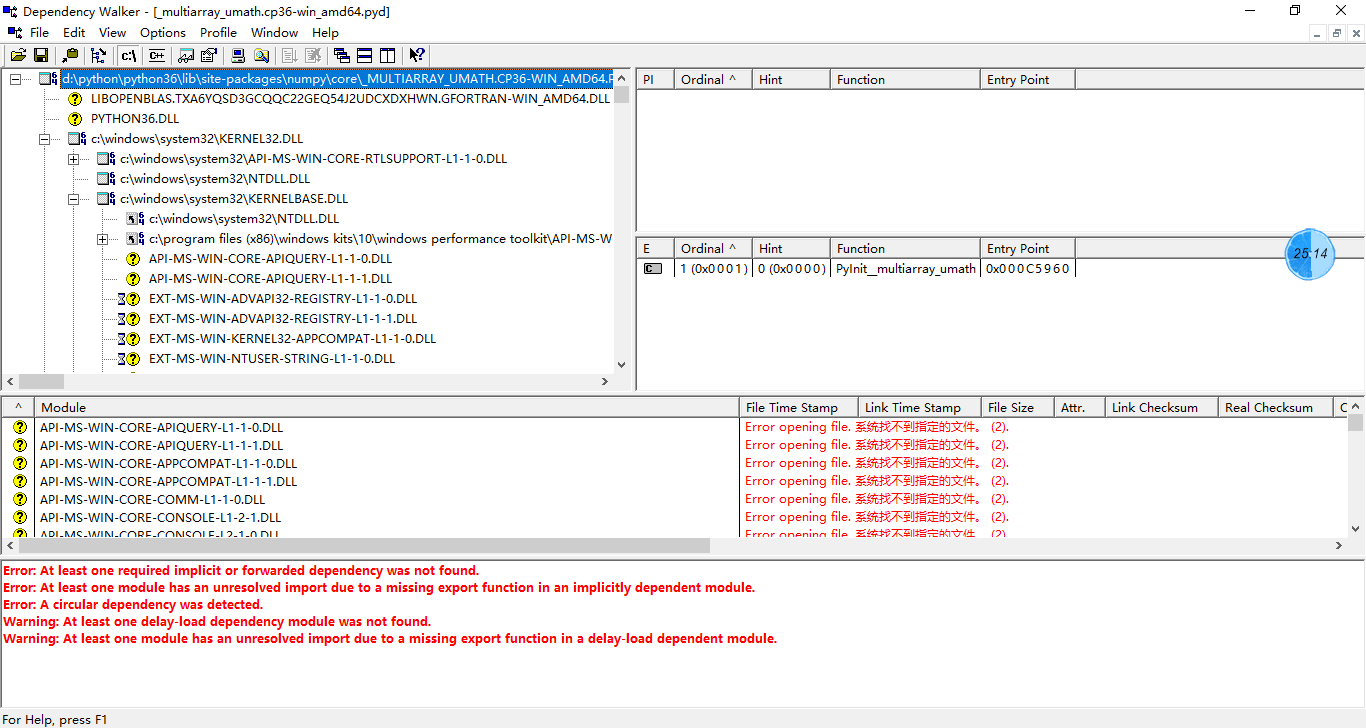 Dependency Walker - [_multiarray_umath.cp36-win_amd64.pyd]
File Edit View Options Profile Window Help
c:\ C++
d:\python\python36\lib\site-packages\numpy\core\_MULTIARRAY_UMATH.CP36-WIN_AMD64.P
LIBOPENBLAS.TXA6YQSD3GCQQC22GEQ54J2UDCXDXHWN.GFORTRAN-WIN_AMD64.DLL
PYTHON36.DLL
c:\windows\system32\KERNEL32.DLL
c:\windows\system32\API-MS-WIN-CORE-RTLSUPPORT-L1-1-0.DLL
c:\windows\system32\NTDLL.DLL
c:\windows\system32\KERNELBASE.DLL
c:\windows\system32\NTDLL.DLL
c:\program files (x86)\windows kits\10\windows performance toolkit\API-MS-W
API-MS-WIN-CORE-APIQUERY-L1-1-0.DLL
API-MS-WIN-CORE-APIQUERY-L1-1-1.DLL
EXT-MS-WIN-ADVAPI32-REGISTRY-L1-1-0.DLL
EXT-MS-WIN-ADVAPI32-REGISTRY-L1-1-1.DLL
EXT-MS-WIN-KERNEL32-APPCOMPAT-L1-1-0.DLL
EXT-MS-WIN-NTUSER-STRING-L1-1-0.DLL
PI Ordinal ^ Hint Function Entry Point
E Ordinal ^ Hint Function Entry Point
C 1 (0x0001) 0 (0x0000) PyInit__multiarray_umath 0x000C5960
25:14
^ Module File Time Stamp Link Time Stamp File Size Attr. Link Checksum Real Checksum C
API-MS-WIN-CORE-APIQUERY-L1-1-0.DLL Error opening file. 系统找不到指定的文件。 (2).
API-MS-WIN-CORE-APIQUERY-L1-1-1.DLL Error opening file. 系统找不到指定的文件。 (2).
API-MS-WIN-CORE-APPCOMPAT-L1-1-0.DLL Error opening file. 系统找不到指定的文件。 (2).
API-MS-WIN-CORE-APPCOMPAT-L1-1-1.DLL Error opening file. 系统找不到指定的文件。 (2).
API-MS-WIN-CORE-COMM-L1-1-0.DLL Error opening file. 系统找不到指定的文件。 (2).
API-MS-WIN-CORE-CONSOLE-L1-2-1.DLL Error opening file. 系统找不到指定的文件。 (2).
API-MS-WIN-CORE-CONSOLE-L2-1-0.DLL Error opening file. 系统找不到指定的文件。 (2).
Error: At least one required implicit or forwarded dependency was not found.
Error: At least one module has an unresolved import due to a missing export function in an implicitly dependent module.
Error: A circular dependency was detected.
Warning: At least one delay-load dependency module was not found.
Warning: At least one module has an unresolved import due to a missing export function in a delay-load dependent module.
For Help, press F1